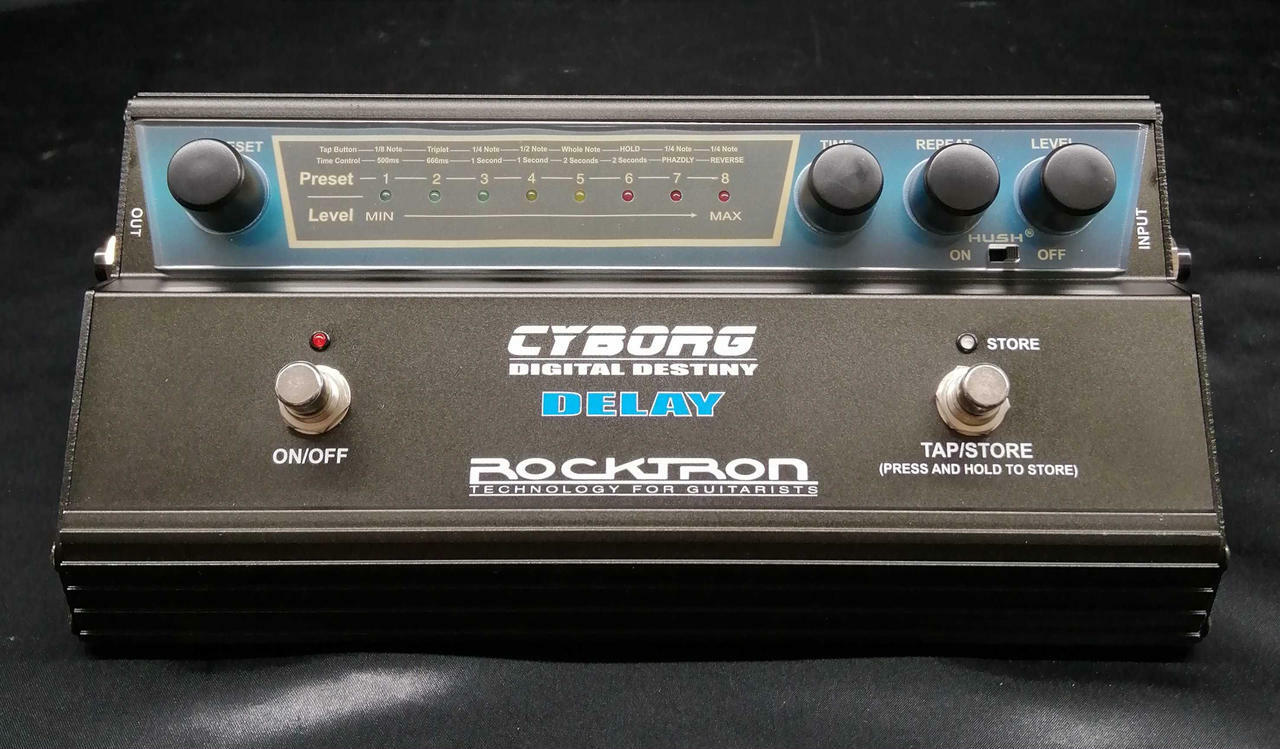 PRESET
Tap Button 1/8 Note Triplet 1/4 Note 1/2 Note Whole Note HOLD 1/4 Note 1/4 Note
Time Control 500ms 666ms 1 Second 1 Second 2 Seconds 2 Seconds PHAZDLY REVERSE
Preset 1 2 3 4 5 6 7 8
Level MIN MAX
TIME
REPEAT
LEVEL
HUSH®
ON OFF
OUT
INPUT
CYBORG
DIGITAL DESTINY
DELAY
STORE
ON/OFF
TAP/STORE
(PRESS AND HOLD TO STORE)
ROCKTRON
TECHNOLOGY FOR GUITARISTS